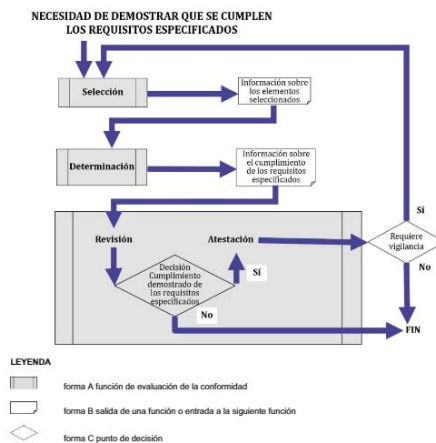 NECESIDAD DE DEMOSTRAR QUE SE CUMPLEN
LOS REQUISITOS ESPECIFICADOS
Selección
Información sobre
los elementos
seleccionados
Determinación
Información sobre
el cumplimiento
de los requisitos
especificados
Sí
Revisión
Atestación
Requiere
vigilancia
Decisión
Cumplimiento
demostrado de
los requisitos
especificados
Sí
No
No
FIN
LEYENDA
forma A función de evaluación de la conformidad
forma B salida de una función o entrada a la siguiente función
forma C punto de decisión